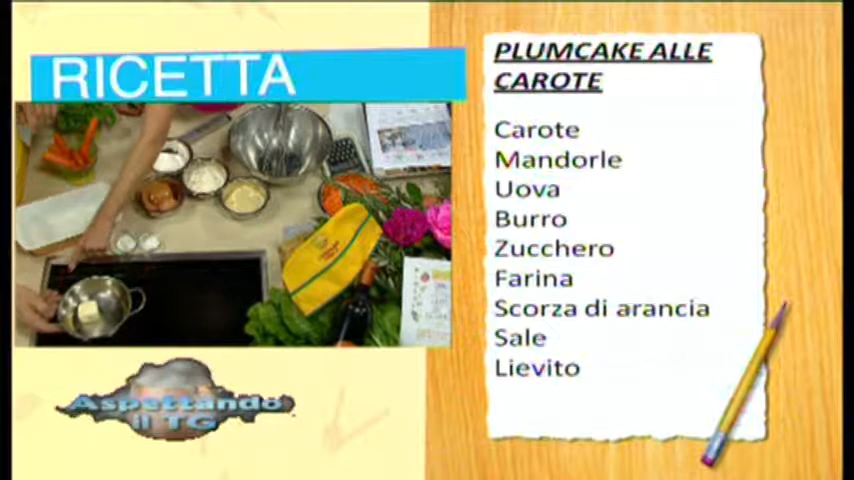 RICETTA
PLUMCAKE ALLE
CAROTE
Carote
Mandorle
Uova
Burro
Zucchero
Farina
Scorza di arancia
Sale
Lievito
Aspettando
il TG